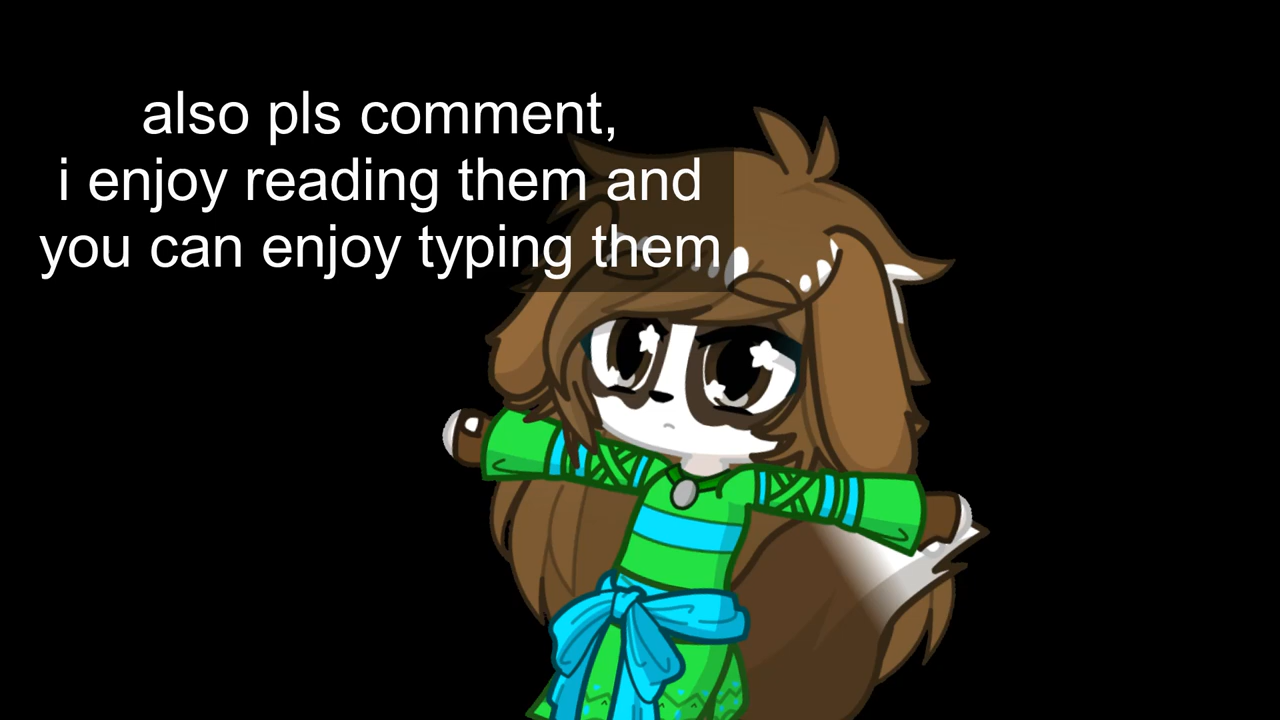 also pls comment,
i enjoy reading them and
you can enjoy typing them